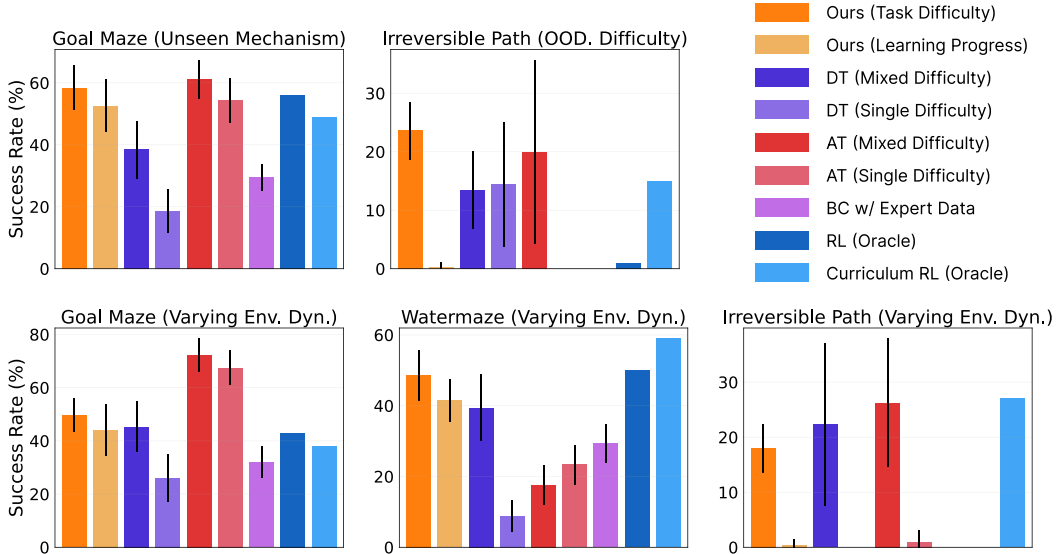 Goal Maze (Unseen Mechanism)
Success Rate (%)
60
40
20
0
Irreversible Path (OOD. Difficulty)
30
20
10
0
Ours (Task Difficulty)
Ours (Learning Progress)
DT (Mixed Difficulty)
DT (Single Difficulty)
AT (Mixed Difficulty)
AT (Single Difficulty)
BC w/ Expert Data
RL (Oracle)
Curriculum RL (Oracle)
Goal Maze (Varying Env. Dyn.)
Success Rate (%)
80
60
40
20
0
Watermaze (Varying Env. Dyn.)
60
40
20
0
Irreversible Path (Varying Env. Dyn.)
30
20
10
0